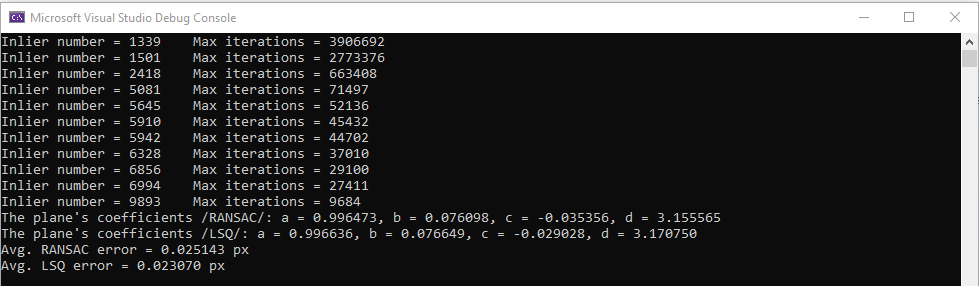 Microsoft Visual Studio Debug Console
Inlier number = 1339    Max iterations = 3906692
Inlier number = 1501    Max iterations = 2773376
Inlier number = 2418    Max iterations = 663408
Inlier number = 5081    Max iterations = 71497
Inlier number = 5645    Max iterations = 52136
Inlier number = 5910    Max iterations = 45432
Inlier number = 5942    Max iterations = 44702
Inlier number = 6328    Max iterations = 37010
Inlier number = 6856    Max iterations = 29100
Inlier number = 6994    Max iterations = 27411
Inlier number = 9893    Max iterations = 9684
The plane's coefficients /RANSAC/: a = 0.996473, b = 0.076098, c = -0.035356, d = 3.155565
The plane's coefficients /LSQ/: a = 0.996636, b = 0.076649, c = -0.029028, d = 3.170750
Avg. RANSAC error = 0.025143 px
Avg. LSQ error = 0.023070 px